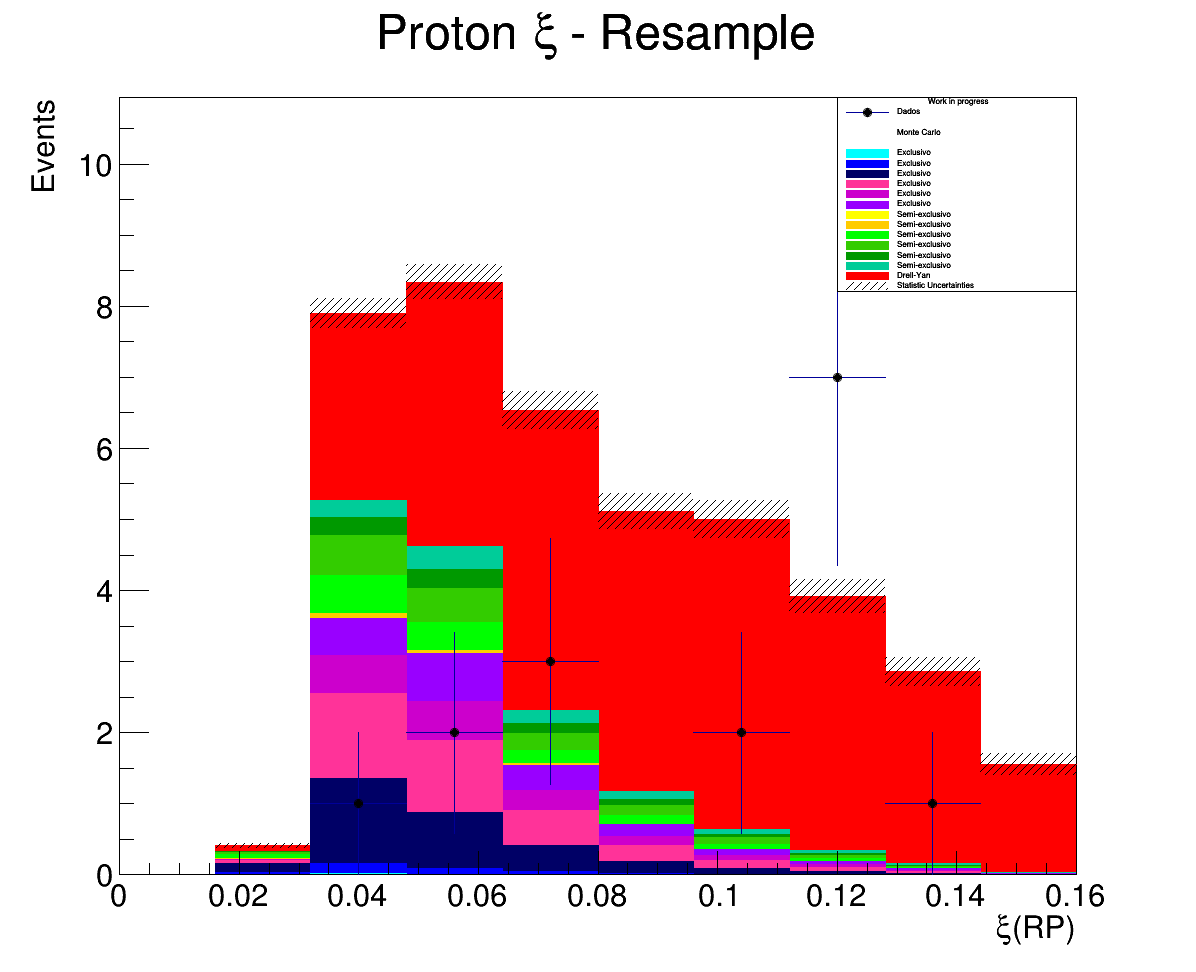 Proton ξ - Resample
Events
10
8
6
4
2
0
Work in progress
Dados
Monte Carlo
Exclusivo
Exclusivo
Exclusivo
Exclusivo
Exclusivo
Exclusivo
Semi-exclusivo
Semi-exclusivo
Semi-exclusivo
Semi-exclusivo
Semi-exclusivo
Semi-exclusivo
Drell-Yan
Statistic Uncertainties
0 0.02 0.04 0.06 0.08 0.1 0.12 0.14 0.16
ξ(RP)